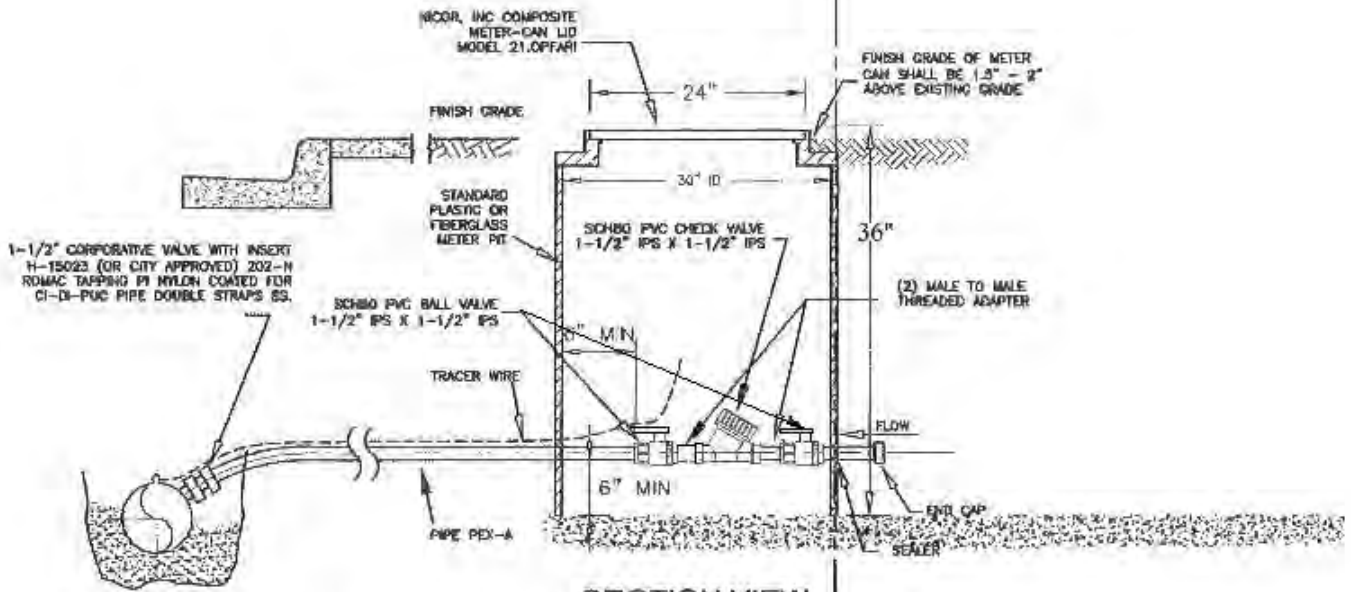 NICOR, INC COMPOSITE
METER-CAN LID
MODEL 21.OPFARI
24"
FINISH GRADE OF METER
CAN SHALL BE 1.5" - 2"
ABOVE EXISTING GRADE
FINISH GRADE
30" ID
STANDARD
PLASTIC OR
FIBERGLASS
METER PIT
SCH80 PVC CHECK VALVE
1-1/2" IPS X 1-1/2" IPS
36"
1-1/2" CORPORATIVE VALVE WITH INSERT
H-15023 (OR CITY APPROVED) 202-N
ROMAC TAPPING NYLON COATED FOR
CI-DI-PUC PIPE DOUBLE STRAPS SS.
SCH80 PVC BALL VALVE
1-1/2" IPS X 1-1/2" IPS
(2) MALE TO MALE
THREADED ADAPTER
MIN
TRACER WIRE
FLOW
6" MIN
PIPE PEX-A
END CAP
SEALER
SECTION VIEW